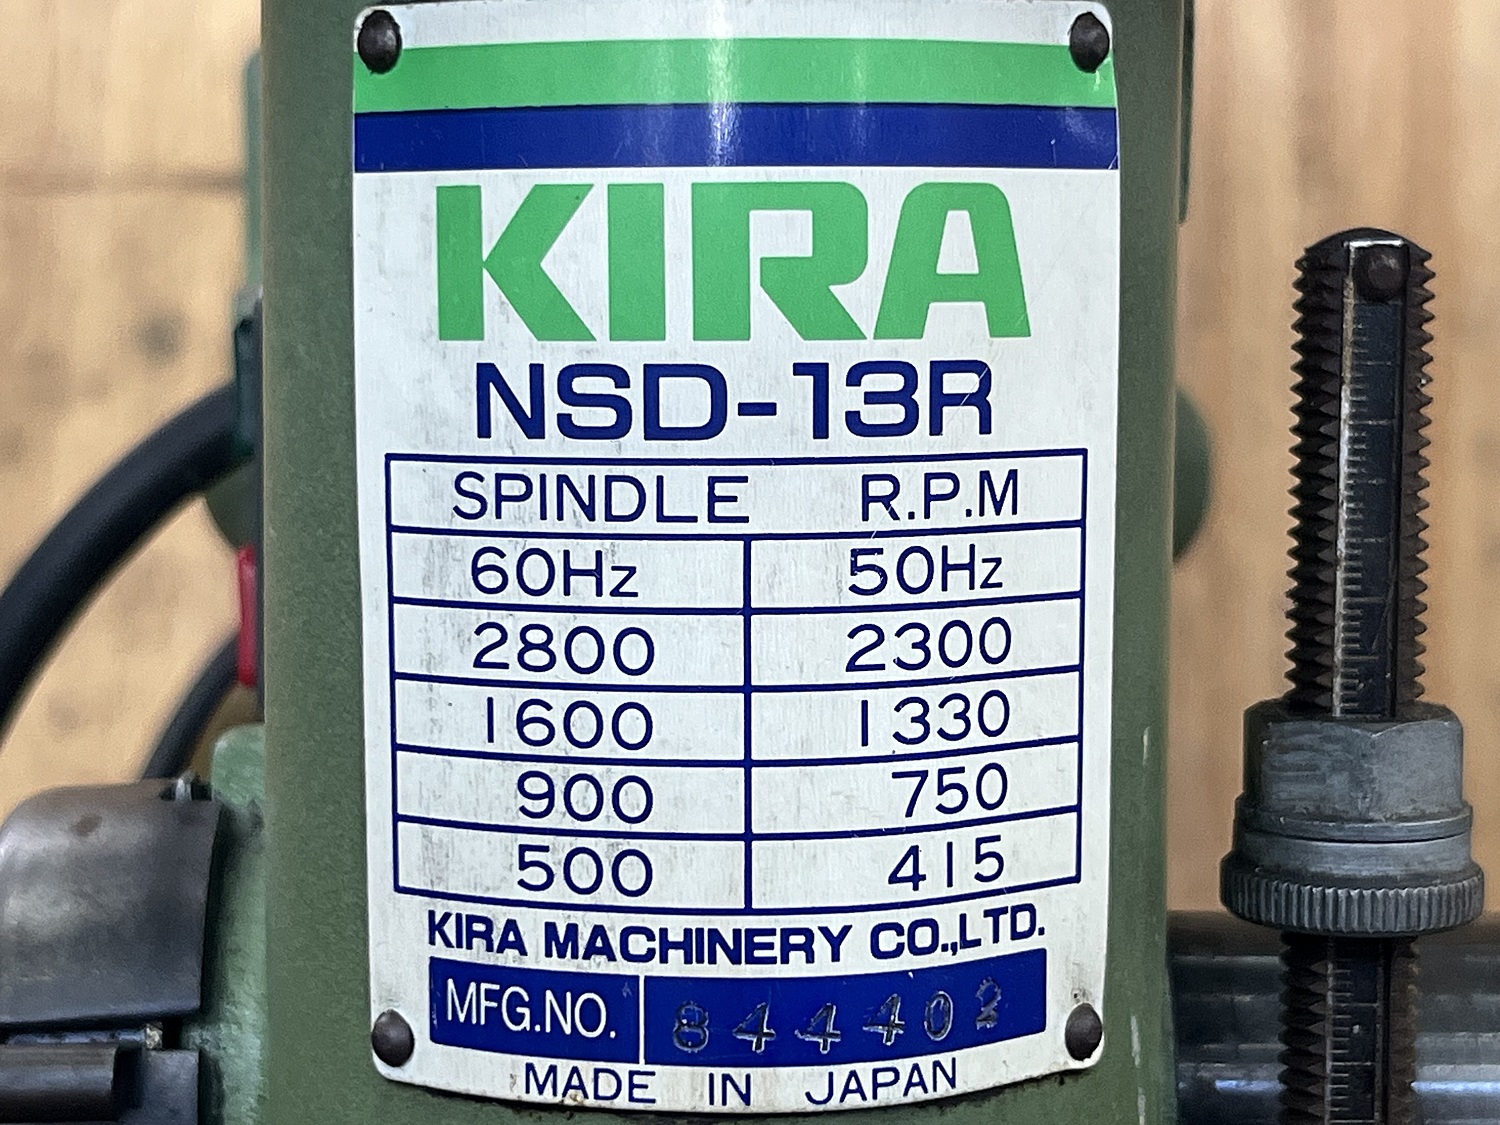 KIRA
NSD-13R
SPINDLE R.P.M
60Hz 50Hz
2800 2300
1600 1330
900 750
500 415
KIRA MACHINERY CO.,LTD.
MFG.NO. 844402
MADE IN JAPAN